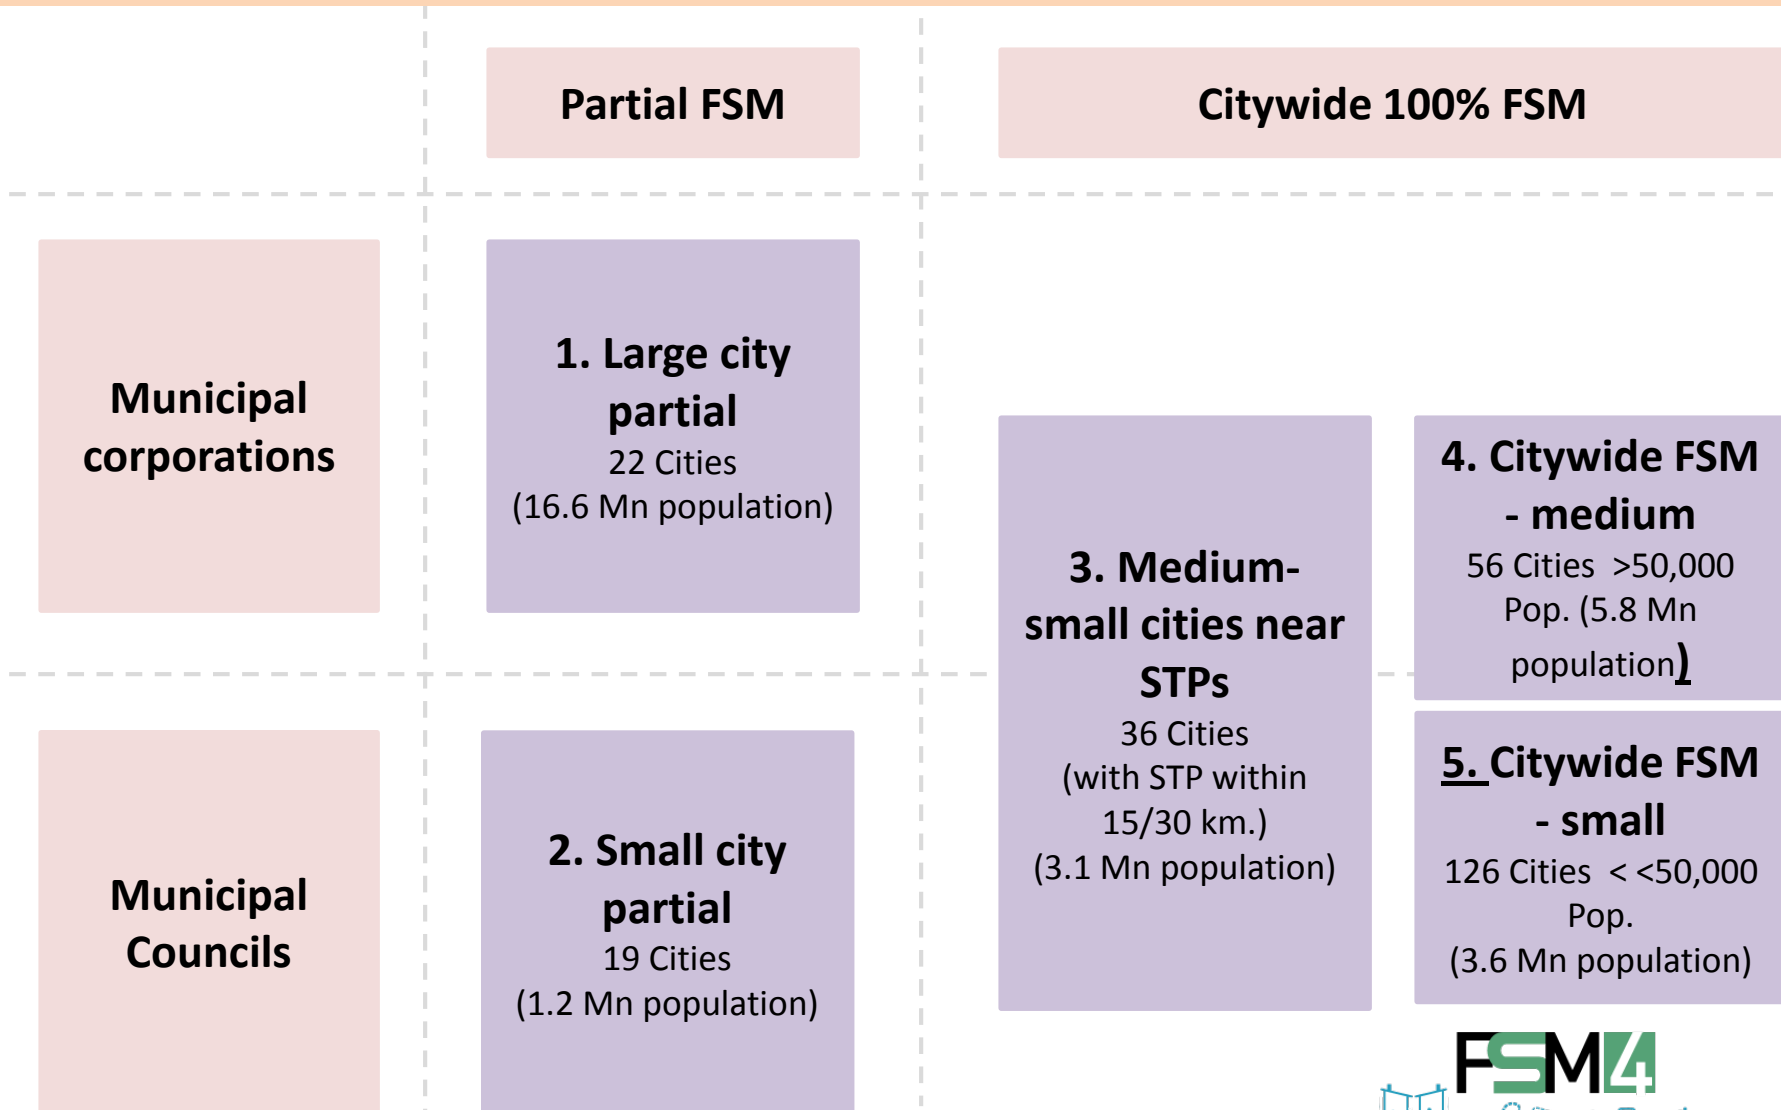 Partial FSM
Citywide 100% FSM
Municipal
corporations
1. Large city
partial
22 Cities
(16.6 Mn population)
3. Medium-
small cities near
STPs
36 Cities
(with STP within
15/30 km.)
(3.1 Mn population)
4. Citywide FSM
- medium
56 Cities  >50,000
Pop. (5.8 Mn
population)
Municipal
Councils
2. Small city
partial
19 Cities
(1.2 Mn population)
5. Citywide FSM
- small
126 Cities  < <50,000
Pop.
(3.6 Mn population)
FSM4